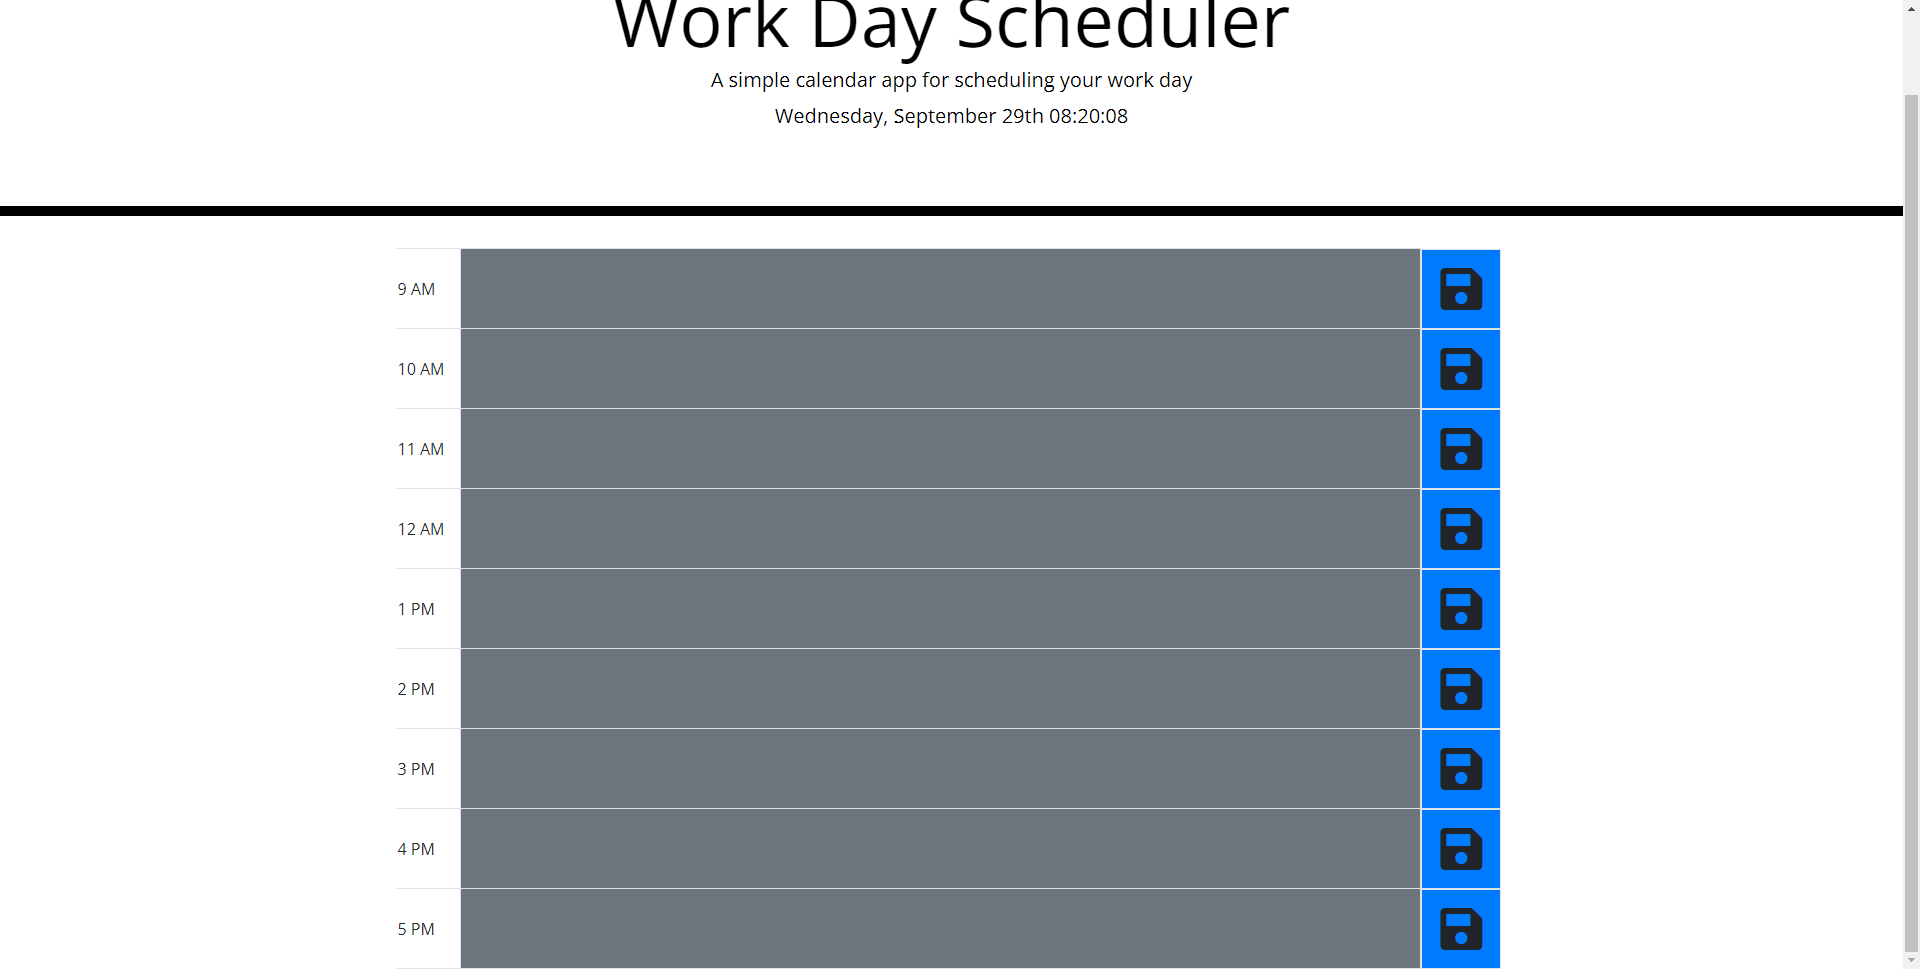 Work Day Scheduler
A simple calendar app for scheduling your work day
Wednesday, September 29th 08:20:08
9 AM
10 AM
11 AM
12 AM
1 PM
2 PM
3 PM
4 PM
5 PM